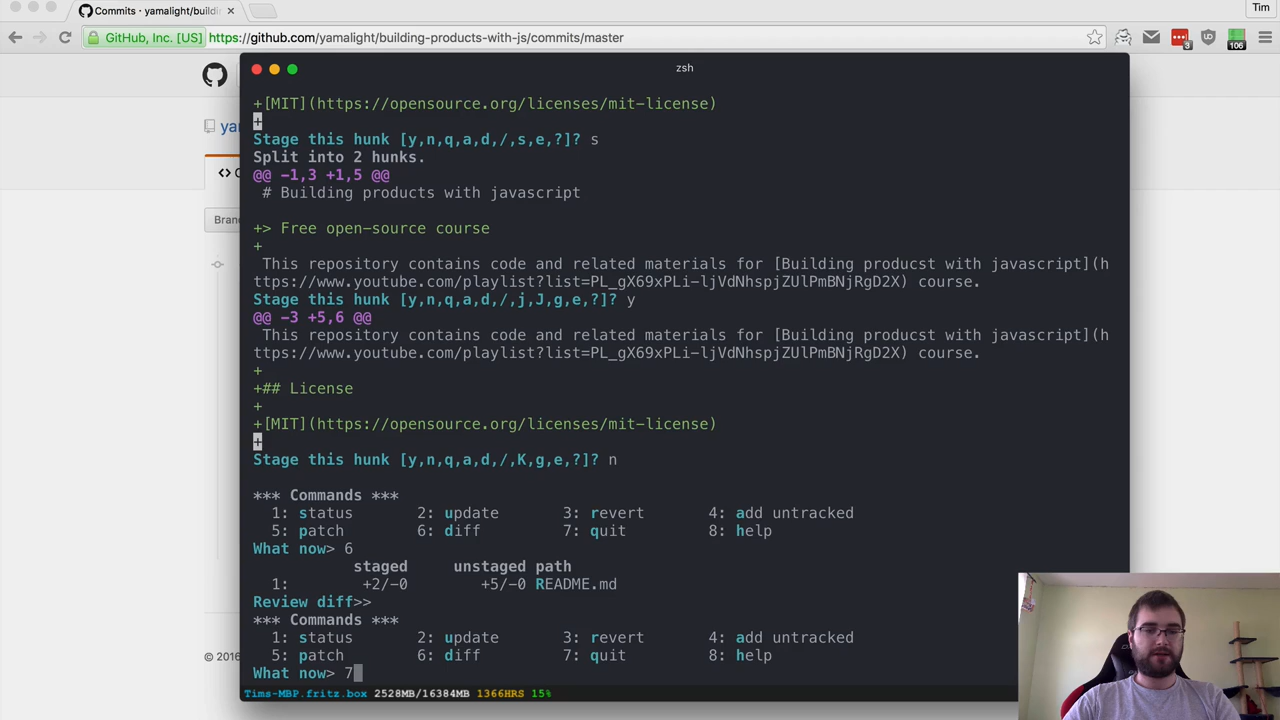 Commits · yamalight/buildi
Tim
GitHub, Inc. [US] https://github.com/yamalight/building-products-with-js/commits/master
3
106
zsh
+[MIT](https://opensource.org/licenses/mit-license)
+
Stage this hunk [y,n,q,a,d,/,s,e,?]? s
Split into 2 hunks.
@@ -1,3 +1,5 @@
# Building products with javascript
+> Free open-source course
+
This repository contains code and related materials for [Building producst with javascript](h
ttps://www.youtube.com/playlist?list=PL_gX69xPLi-ljVdNhspjZUlPmBNjRgD2X) course.
Stage this hunk [y,n,q,a,d,/,j,J,g,e,?]? y
@@ -3 +5,6 @@
This repository contains code and related materials for [Building producst with javascript](h
ttps://www.youtube.com/playlist?list=PL_gX69xPLi-ljVdNhspjZUlPmBNjRgD2X) course.
+
+## License
+
+[MIT](https://opensource.org/licenses/mit-license)
+
Stage this hunk [y,n,q,a,d,/,K,g,e,?]? n
*** Commands ***
1: status 2: update 3: revert 4: add untracked
5: patch 6: diff 7: quit 8: help
What now> 6
staged unstaged path
1: +2/-0 +5/-0 README.md
Review diff>>
*** Commands ***
1: status 2: update 3: revert 4: add untracked
5: patch 6: diff 7: quit 8: help
What now> 7
Tims-MBP.fritz.box 2528MB/16384MB 1366HRS 15%
yam
<> C
Bran
© 2016